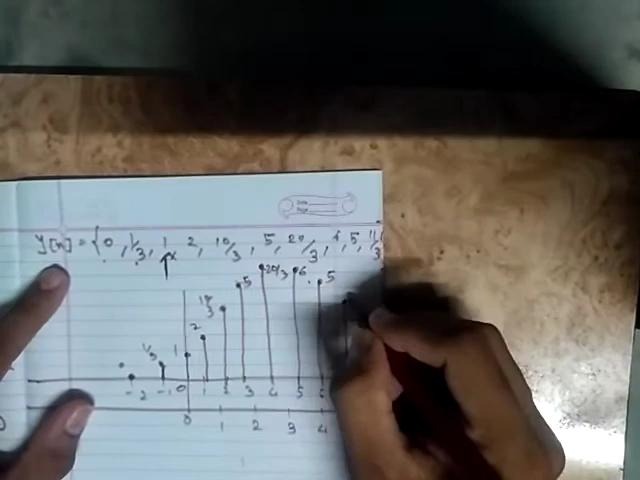 y[n] = { 0, 1/3, 1, 2, 10/3, 5, 20/3, 6, 5, 11/3
20/3 6
5 5
10/3
2
1/3 1
0
-2 -1 0 1 2 3 4 5 6
0 1 2 3 4